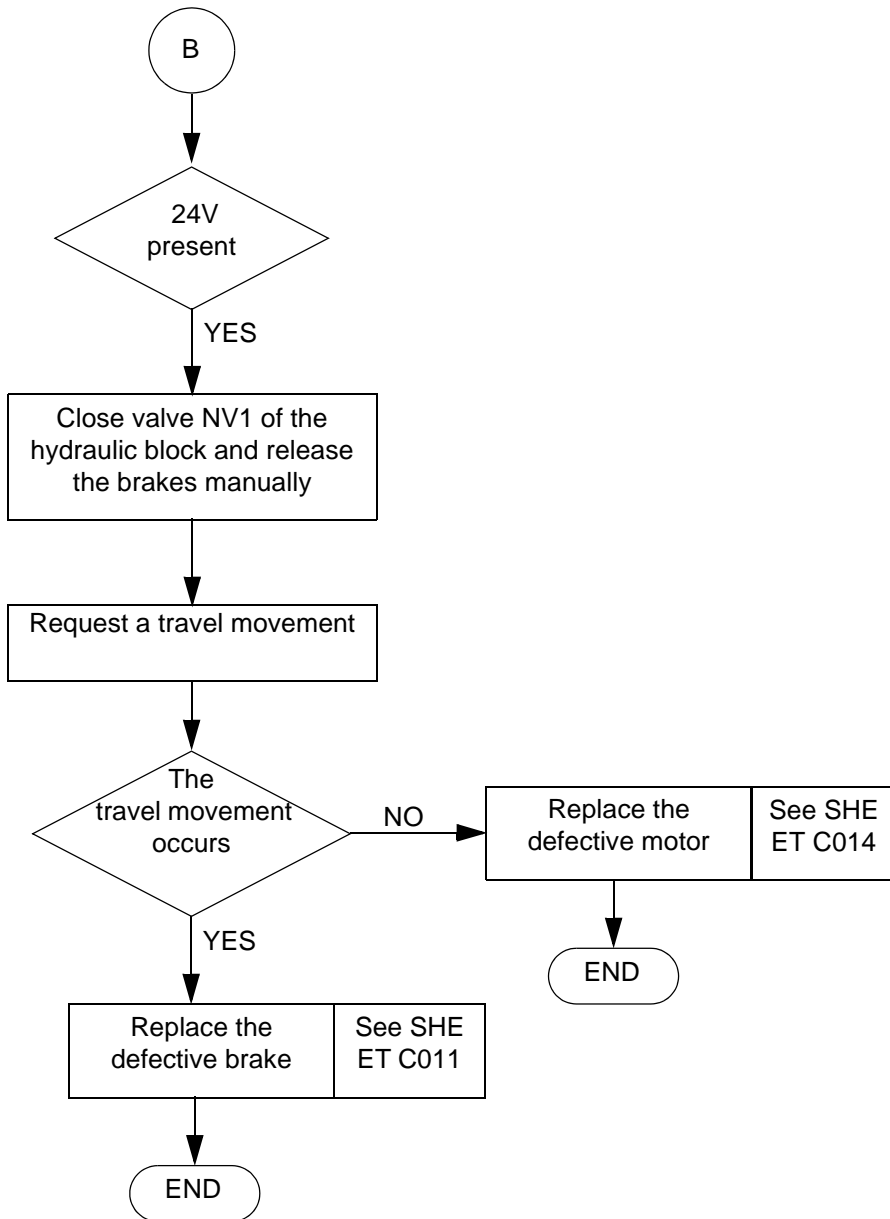 B
24V
present
YES
Close valve NV1 of the
hydraulic block and release
the brakes manually
Request a travel movement
The
travel movement
occurs
NO
Replace the
defective motor
See SHE
ET C014
END
YES
Replace the
defective brake
See SHE
ET C011
END